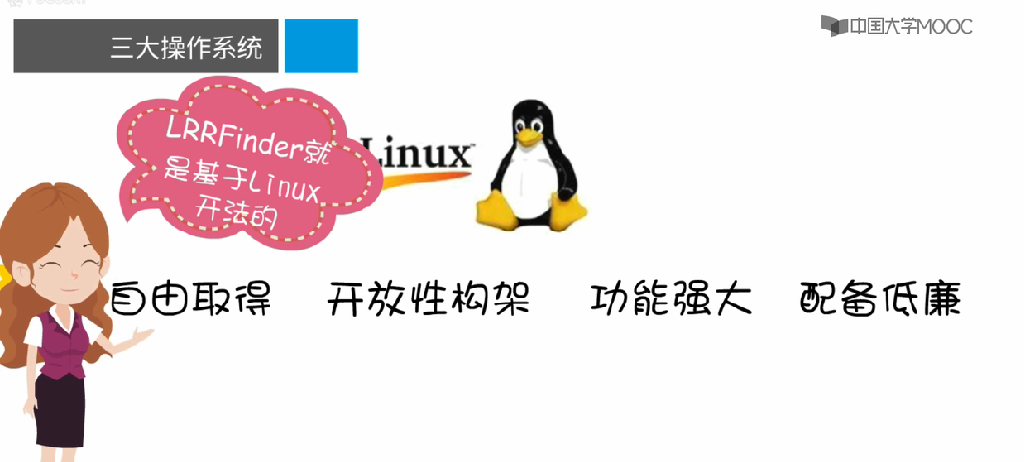 三大操作系统
中国大学MOOC
LRRFinder就
是基于Linux
开法的
Linux
自由取得 开放性构架 功能强大 配备低廉